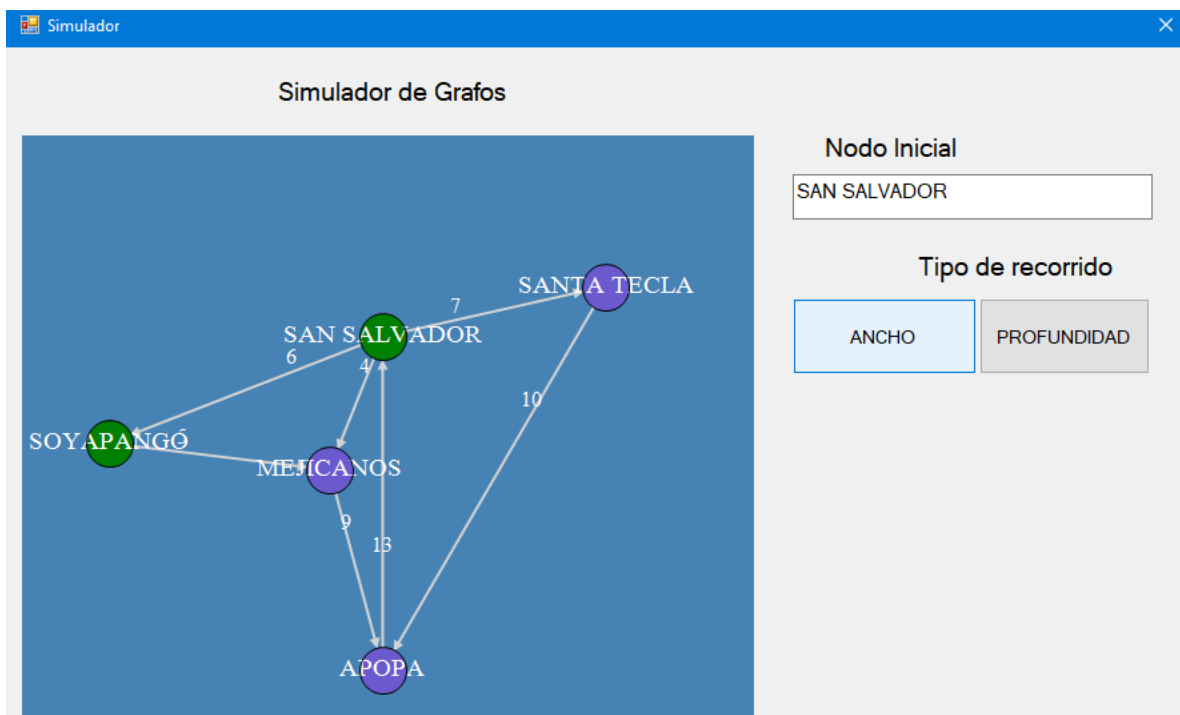 Simulador
Simulador de Grafos
Nodo Inicial
SAN SALVADOR
Tipo de recorrido
ANCHO
PROFUNDIDAD
SANTA TECLA
7
SAN SALVADOR
6
4
10
SOYAPANGO
5
MEJICANOS
9
13
APOPA